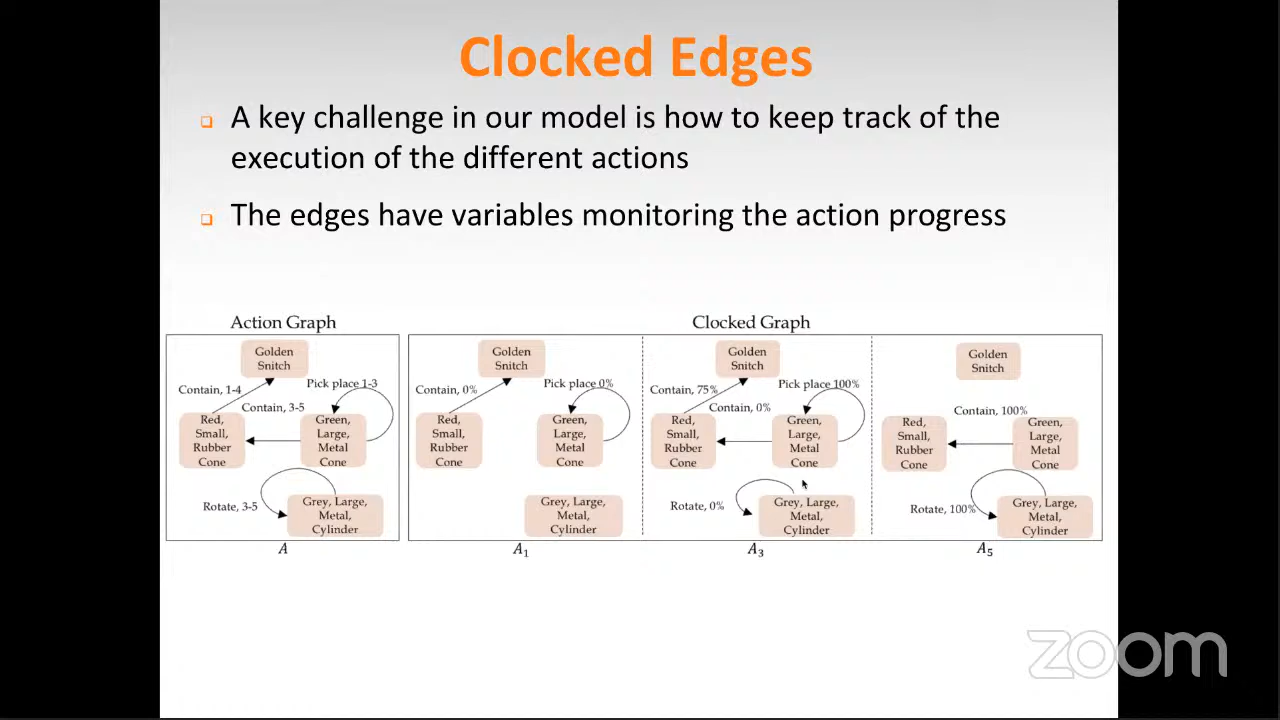 Clocked Edges
A key challenge in our model is how to keep track of the
execution of the different actions
The edges have variables monitoring the action progress
Action Graph
Golden
Snitch
Contain, 1-4
Pick place 1-3
Contain, 3-5
Red,
Small,
Rubber
Cone
Green,
Large,
Metal
Cone
Rotate, 3-5
Grey, Large,
Metal,
Cylinder
A
Clocked Graph
Golden
Snitch
Contain, 0%
Pick place 0%
Red,
Small,
Rubber
Cone
Green,
Large,
Metal
Cone
Grey, Large,
Metal,
Cylinder
A1
Golden
Snitch
Contain, 75%
Pick place 100%
Contain, 0%
Red,
Small,
Rubber
Cone
Green,
Large,
Metal
Cone
Rotate, 0%
Grey, Large,
Metal,
Cylinder
A3
Golden
Snitch
Contain, 100%
Red,
Small,
Rubber
Cone
Green,
Large,
Metal
Cone
Rotate, 100%
Grey, Large,
Metal,
Cylinder
A5
zoom